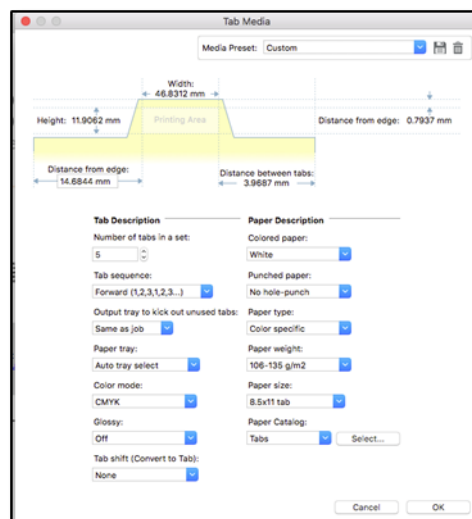 Tab Media
Media Preset: Custom
Width:
46.8312 mm
Height: 11.9062 mm
Printing Area
Distance from edge: 0.7937 mm
Distance from edge:
14.6844 mm
Distance between tabs:
3.9687 mm
Tab Description
Number of tabs in a set:
5
Tab sequence:
Forward (1,2,3,1,2,3...)
Output tray to kick out unused tabs:
Same as job
Paper tray:
Auto tray select
Color mode:
CMYK
Glossy:
Off
Tab shift (Convert to Tab):
None
Paper Description
Colored paper:
White
Punched paper:
No hole-punch
Paper type:
Color specific
Paper weight:
106-135 g/m2
Paper size:
8.5x11 tab
Paper Catalog:
Tabs
Select...
Cancel
OK